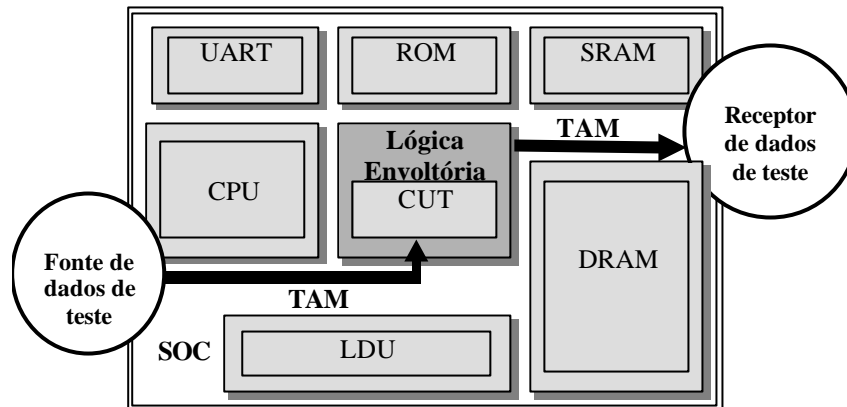 UART
ROM
SRAM
Receptor
de dados
de teste
TAM
Lógica
Envoltória
CUT
CPU
DRAM
Fonte de
dados de
teste
TAM
SOC
LDU